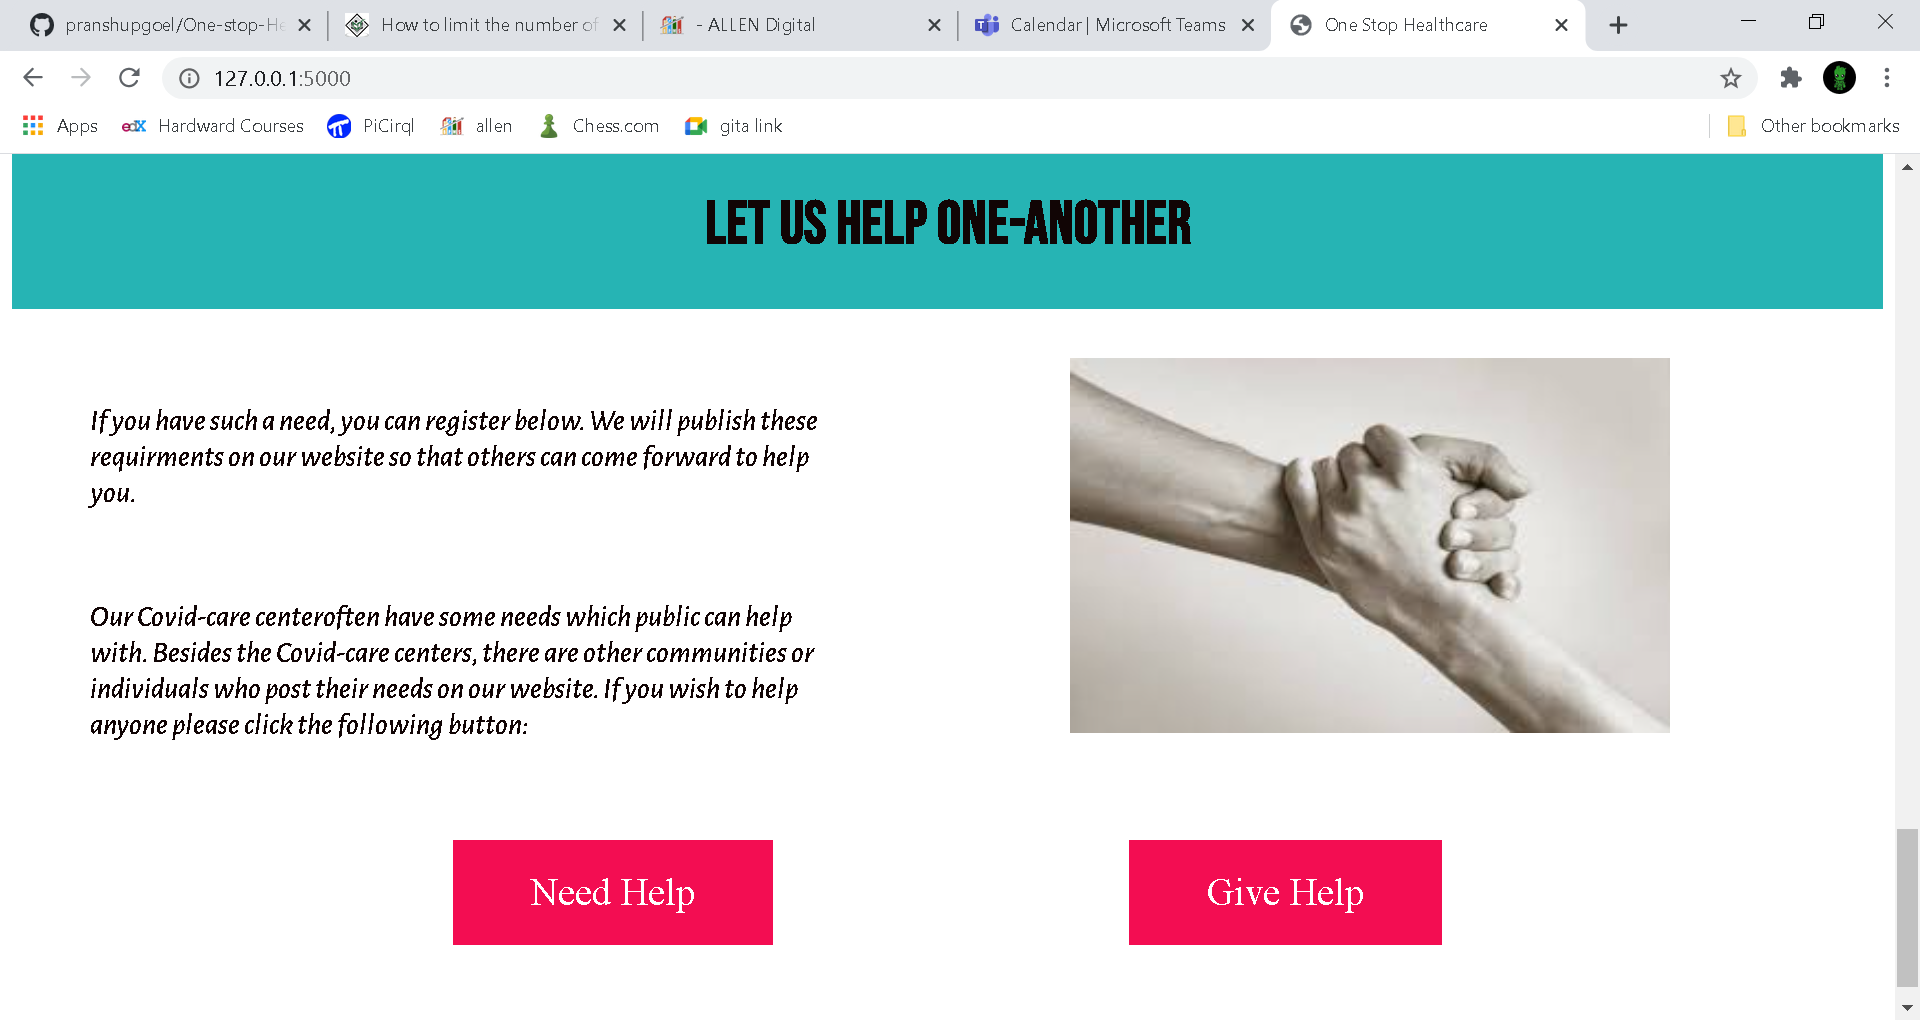 pranshupgoel/One-stop-He
How to limit the number of
- ALLEN Digital
Calendar | Microsoft Teams
One Stop Healthcare
127.0.0.1:5000
Apps
edX
Hardward Courses
PiCirql
allen
Chess.com
gita link
Other bookmarks
LET US HELP ONE-ANOTHER
If you have such a need, you can register below. We will publish these
requirments on our website so that others can come forward to help
you.
Our Covid-care centeroften have some needs which public can help
with. Besides the Covid-care centers, there are other communities or
individuals who post their needs on our website. If you wish to help
anyone please click the following button:
Need Help
Give Help